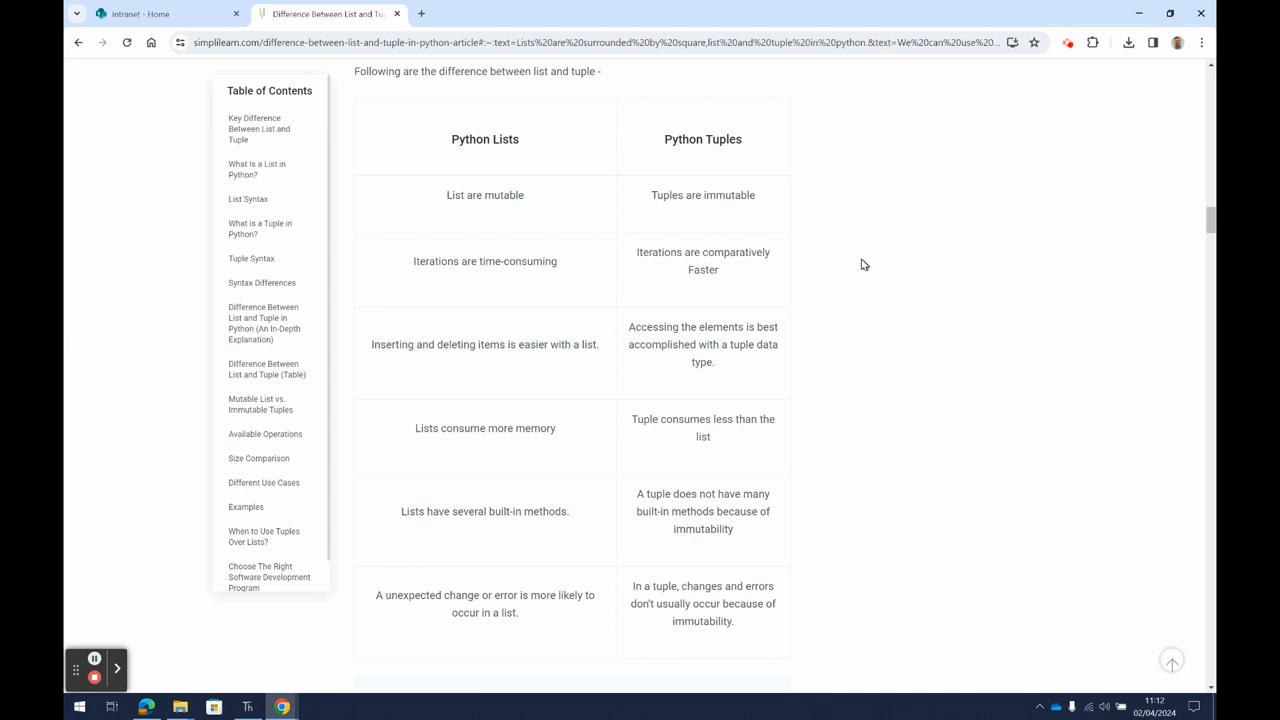 intranet - Home
Difference Between List and Tu
simplilearn.com/difference-between-list-and-tuple-in-python-article#:~:text=Lists%20are%20surrounded%20by%20square,list%20and%20tuple%20in%20python.&text=We%20can%20use%20...
Table of Contents
Key Difference
Between List and
Tuple
What Is a List in
Python?
List Syntax
What Is a Tuple in
Python?
Tuple Syntax
Syntax Differences
Difference Between
List and Tuple in
Python (An In-Depth
Explanation)
Difference Between
List and Tuple (Table)
Mutable List vs.
Immutable Tuples
Available Operations
Size Comparison
Different Use Cases
Examples
When to Use Tuples
Over Lists?
Choose The Right
Software Development
Program
Following are the difference between list and tuple -
Python Lists
Python Tuples
List are mutable
Tuples are immutable
Iterations are time-consuming
Iterations are comparatively
Faster
Inserting and deleting items is easier with a list.
Accessing the elements is best
accomplished with a tuple data
type.
Lists consume more memory
Tuple consumes less than the
list
Lists have several built-in methods.
A tuple does not have many
built-in methods because of
immutability
A unexpected change or error is more likely to
occur in a list.
In a tuple, changes and errors
don't usually occur because of
immutability.
Th
11:12
02/04/2024